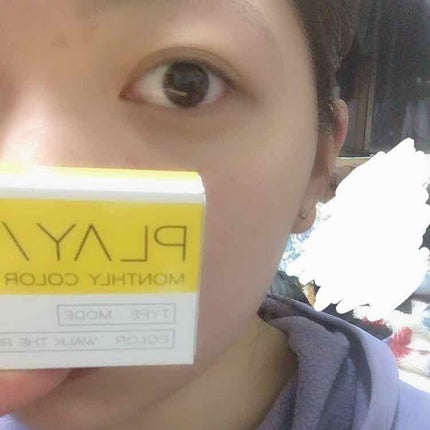 PLAY/
MONTHLY COLOR
TYPE MODE
COLOR WALK THE